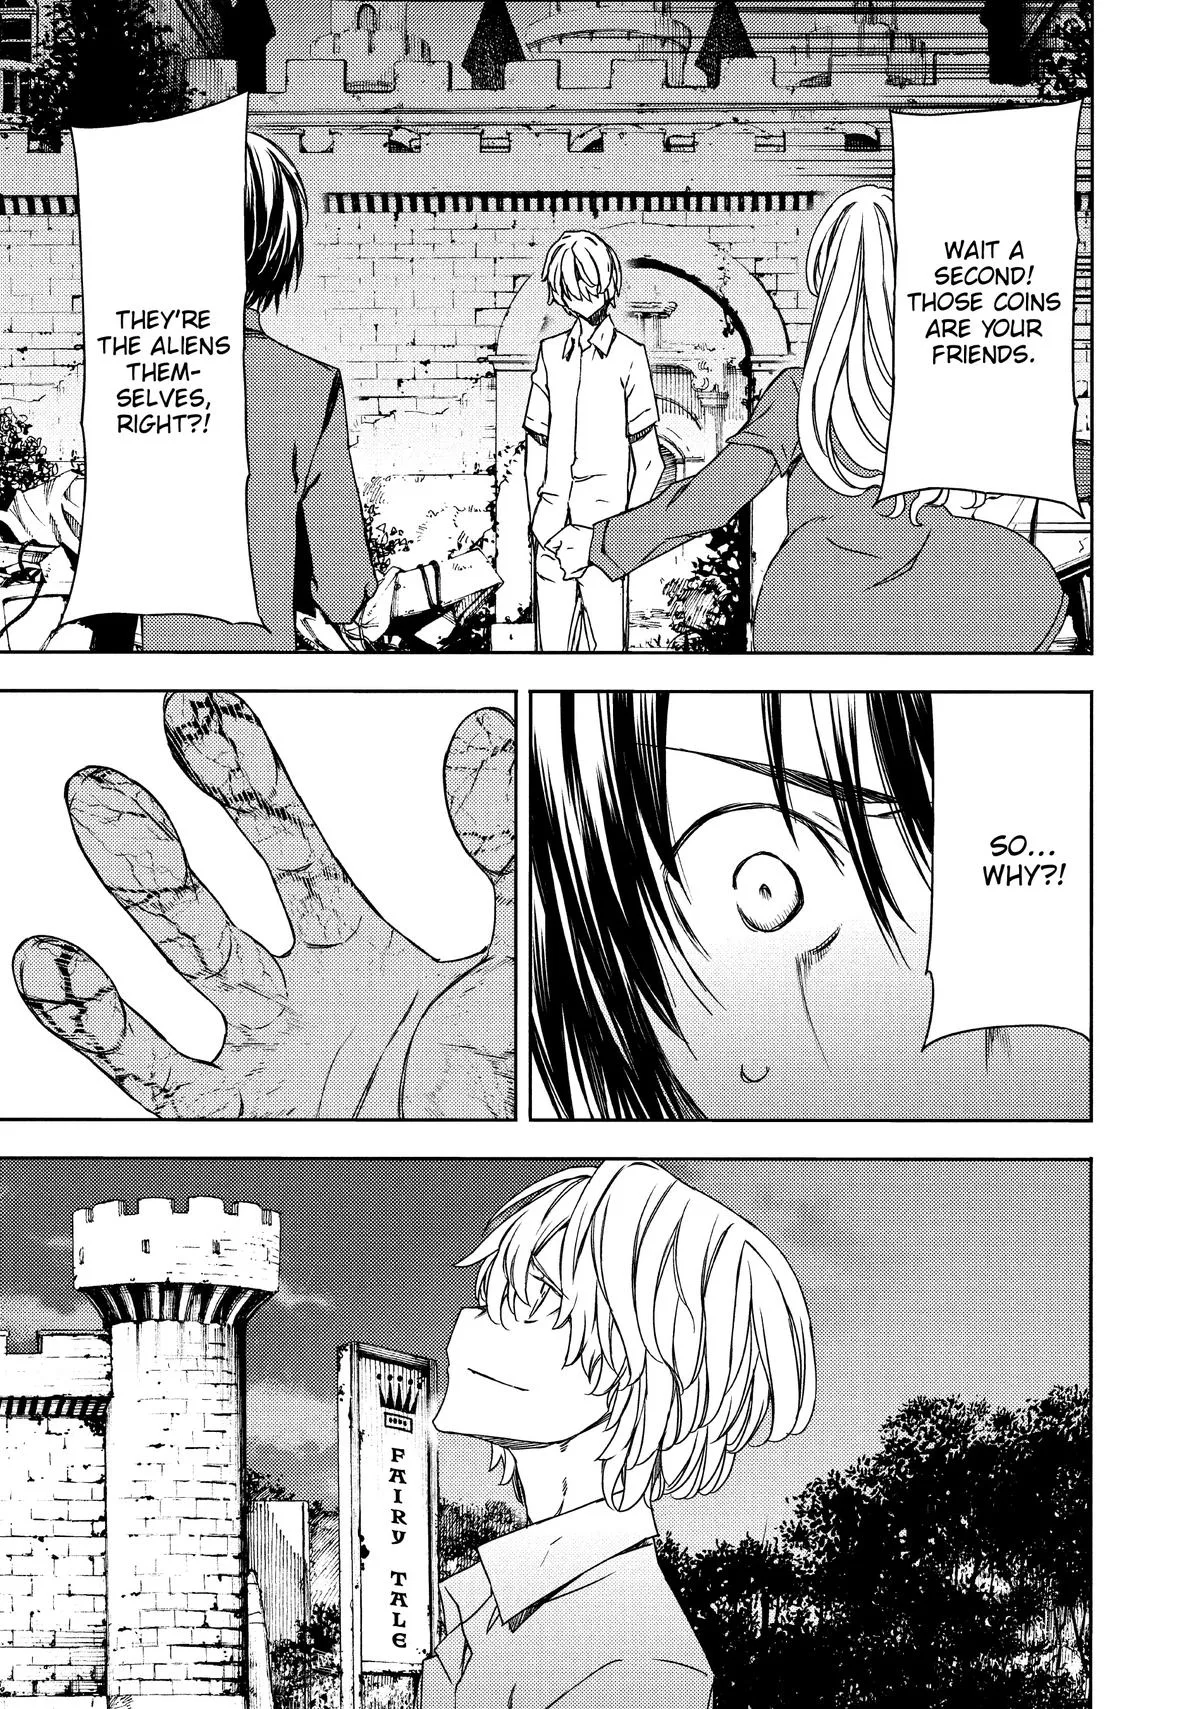 WAIT A
SECOND!
THOSE COINS
ARE YOUR
FRIENDS.
THEY'RE
THE ALIENS
THEM-
SELVES,
RIGHT?!
SO...
WHY?!
FAIRY TALE